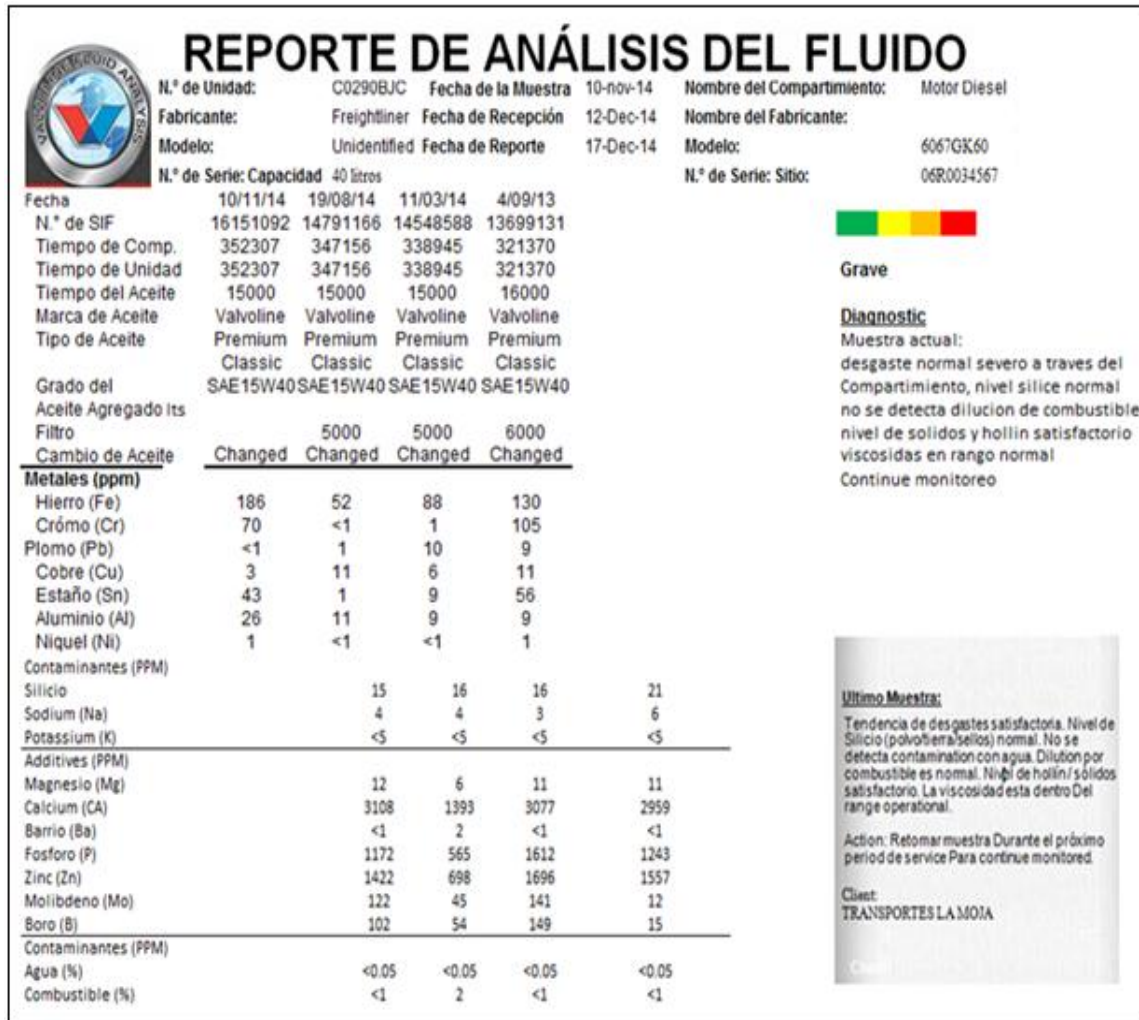 VALVOLINE FLUID ANALYSIS
REPORTE DE ANÁLISIS DEL FLUIDO
N.º de Unidad: C0290BJC Fecha de la Muestra 10-nov-14 Nombre del Compartimiento: Motor Diesel
Fabricante: Freightliner Fecha de Recepción 12-Dec-14 Nombre del Fabricante:
Modelo: Unidentified Fecha de Reporte 17-Dec-14 Modelo: 6067GK60
N.º de Serie: Capacidad 40 litros N.º de Serie: Sitio: 06R0034567
Fecha 10/11/14 19/08/14 11/03/14 4/09/13
N.° de SIF 16151092 14791166 14548588 13699131
Tiempo de Comp. 352307 347156 338945 321370
Tiempo de Unidad 352307 347156 338945 321370
Tiempo del Aceite 15000 15000 15000 16000
Marca de Aceite Valvoline Valvoline Valvoline Valvoline
Tipo de Aceite Premium Premium Premium Premium
Classic Classic Classic Classic
Grado del SAE15W40 SAE15W40 SAE15W40 SAE15W40
Aceite Agregado lts
Filtro 5000 5000 6000
Cambio de Aceite Changed Changed Changed Changed
Metales (ppm)
Hierro (Fe) 186 52 88 130
Crómo (Cr) 70 <1 1 105
Plomo (Pb) <1 1 10 9
Cobre (Cu) 3 11 6 11
Estaño (Sn) 43 1 9 56
Aluminio (Al) 26 11 9 9
Niquel (Ni) 1 <1 <1 1
Contaminantes (PPM)
Silicio 15 16 16 21
Sodium (Na) 4 4 3 6
Potassium (K) <5 <5 <5 <5
Additives (PPM)
Magnesio (Mg) 12 6 11 11
Calcium (CA) 3108 1393 3077 2959
Barrio (Ba) <1 2 <1 <1
Fosforo (P) 1172 565 1612 1243
Zinc (Zn) 1422 698 1696 1557
Molibdeno (Mo) 122 45 141 12
Boro (B) 102 54 149 15
Contaminantes (PPM)
Agua (%) <0.05 <0.05 <0.05 <0.05
Combustible (%) <1 2 <1 <1
Grave
Diagnostic
Muestra actual:
desgaste normal severo a traves del
Compartimiento, nivel silice normal
no se detecta dilucion de combustible
nivel de solidos y hollin satisfactorio
viscosidas en rango normal
Continue monitoreo
Ultimo Muestra:
Tendencia de desgastes satisfactoria. Nivel de
Silicio (polvo/tierra/sellos) normal. No se
detecta contamination con agua. Dilution por
combustible es normal. Nivel de hollín / sólidos
satisfactorio. La viscosidad esta dentro Del
range operational.
Action: Retomar muestra Durante el próximo
period de service Para continue monitored.
Client:
TRANSPORTES LA MOJA